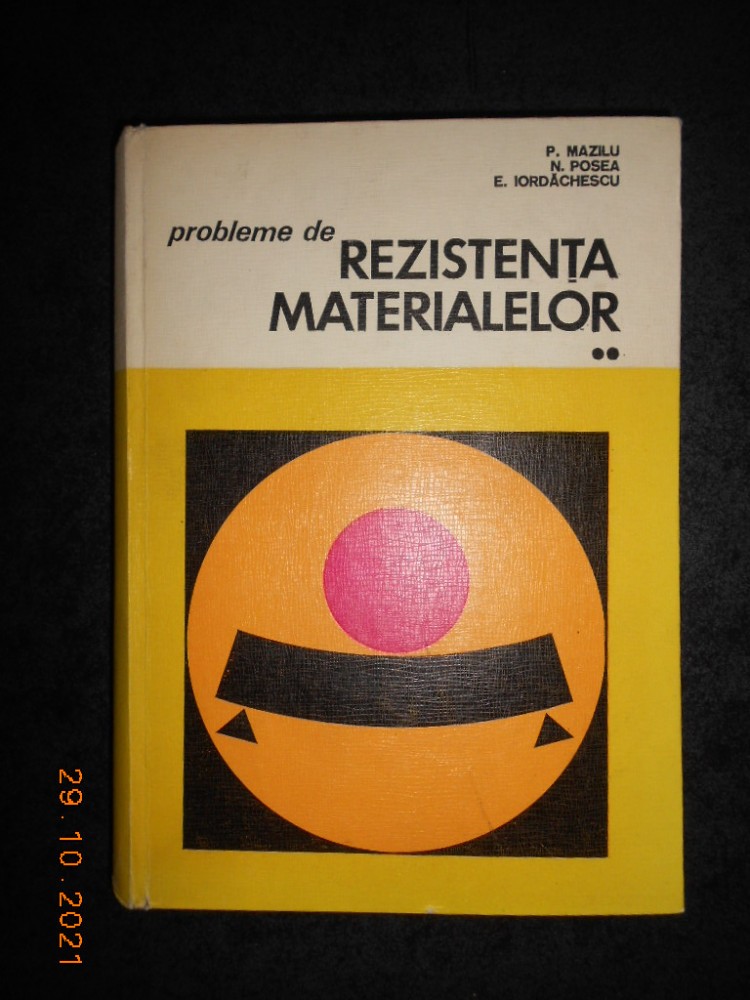 P. MAZILU
N. POSEA
E. IORDĂCHESCU
probleme de
REZISTENȚA
MATERIALELOR
29.10.2021